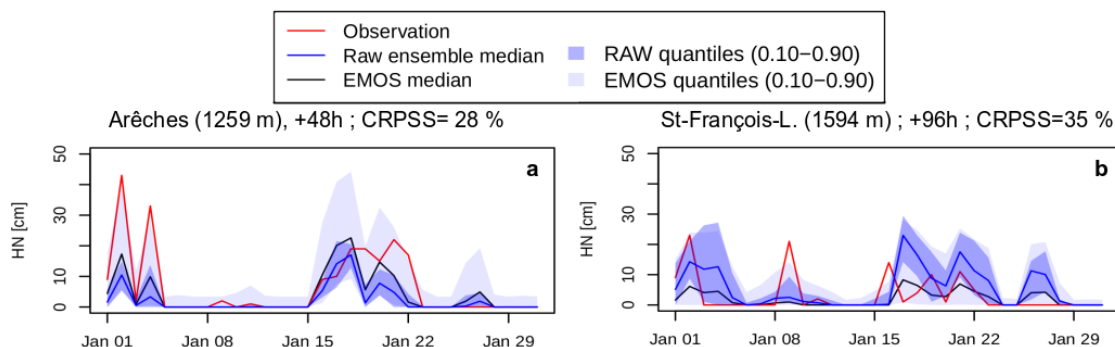 Observation
Raw ensemble median
EMOS median
RAW quantiles (0.10−0.90)
EMOS quantiles (0.10−0.90)
Arêches (1259 m), +48h ; CRPSS= 28 %
St-François-L. (1594 m) ; +96h ; CRPSS=35 %
a
HN [cm]
50
30
10
0
Jan 01 Jan 08 Jan 15 Jan 22 Jan 29
b
HN [cm]
50
30
10
0
Jan 01 Jan 08 Jan 15 Jan 22 Jan 29